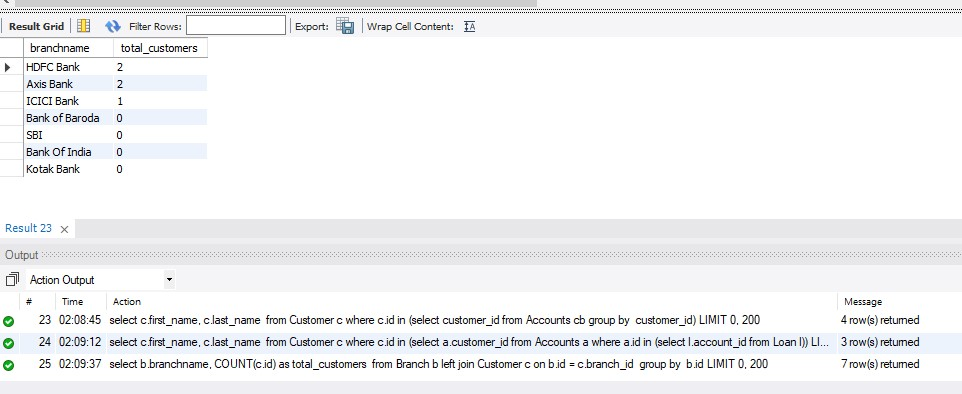 Result Grid Filter Rows: Export: Wrap Cell Content: IA
branchname total_customers
HDFC Bank 2
Axis Bank 2
ICICI Bank 1
Bank of Baroda 0
SBI 0
Bank Of India 0
Kotak Bank 0
Result 23
Output
Action Output
# Time Action Message
23 02:08:45 select c.first_name, c.last_name from Customer c where c.id in (select customer_id from Accounts cb group by customer_id) LIMIT 0, 200 4 row(s) returned
24 02:09:12 select c.first_name, c.last_name from Customer c where c.id in (select a.customer_id from Accounts a where a.id in (select l.account_id from Loan l)) LI... 3 row(s) returned
25 02:09:37 select b.branchname, COUNT(c.id) as total_customers from Branch b left join Customer c on b.id = c.branch_id group by b.id LIMIT 0, 200 7 row(s) returned